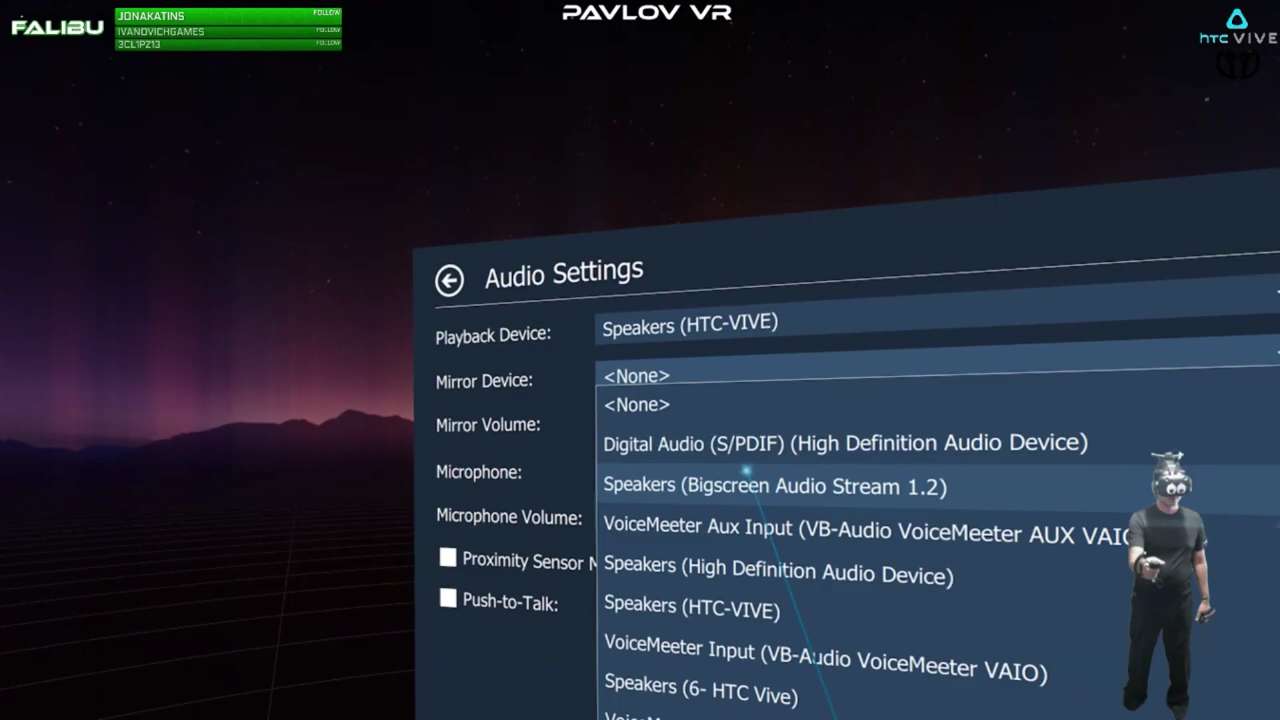 FALIBU
JONAKATINS FOLLOW
IVANOVICHGAMES FOLLOW
3CL1PZ13 FOLLOW
PAVLOV VR
hTC VIVE
Audio Settings
Playback Device: Speakers (HTC-VIVE)
Mirror Device: <None>
<None>
Mirror Volume:
Digital Audio (S/PDIF) (High Definition Audio Device)
Microphone:
Speakers (Bigscreen Audio Stream 1.2)
Microphone Volume:
VoiceMeeter Aux Input (VB-Audio VoiceMeeter AUX VAIO
Proximity Sensor
Speakers (High Definition Audio Device)
Push-to-Talk:
Speakers (HTC-VIVE)
VoiceMeeter Input (VB-Audio VoiceMeeter VAIO)
Speakers (6- HTC Vive)